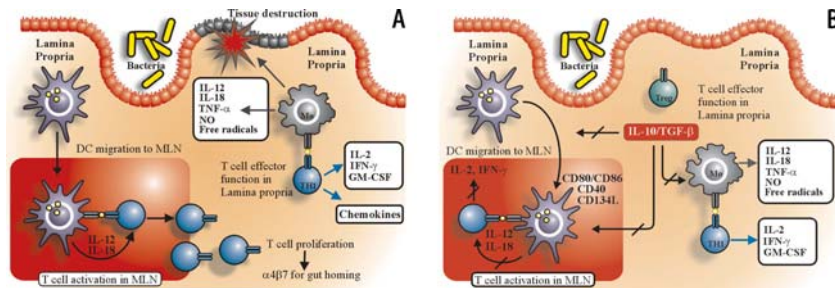 A
Tissue destruction
Lamina
Propria
Bacteria
Lamina
Propria
IL-12
IL-18
TNF-α
NO
Free radicals
Mø
DC migration to MLN
T cell effector
function in
Lamina propria
TH1
IL-2
IFN-γ
GM-CSF
Chemokines
IL-12
IL-18
T cell proliferation
α4β7 for gut homing
T cell activation in MLN
B
Lamina
Propria
Bacteria
Lamina
Propria
Treg
T cell effector
function in
Lamina propria
IL-10/TGF-β
DC migration to MLN
IL-2, IFN-γ
CD80/CD86
CD40
CD134L
Mø
IL-12
IL-18
TNF-α
NO
Free radicals
IL-12
IL-18
TH1
IL-2
IFN-γ
GM-CSF
T cell activation in MLN